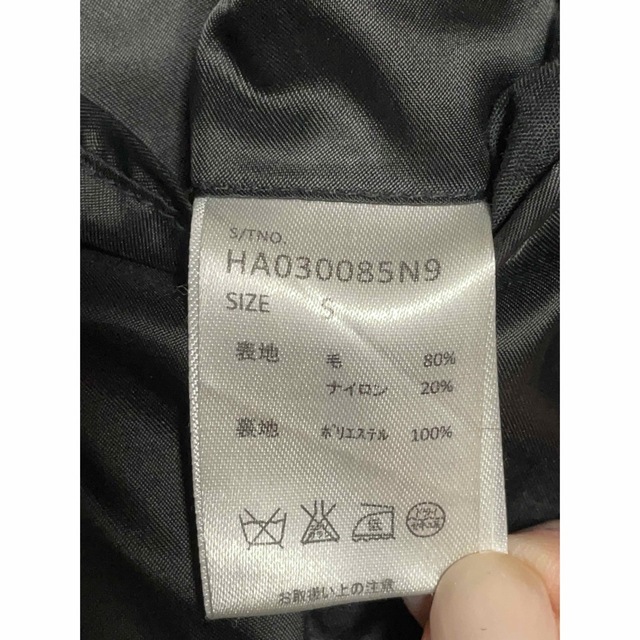 S/TNO.
HA030085N9
SIZE S
表地 毛 80%
ナイロン 20%
裏地 ﾎﾟﾘｴｽﾃﾙ 100%
低
お取扱い上の注意